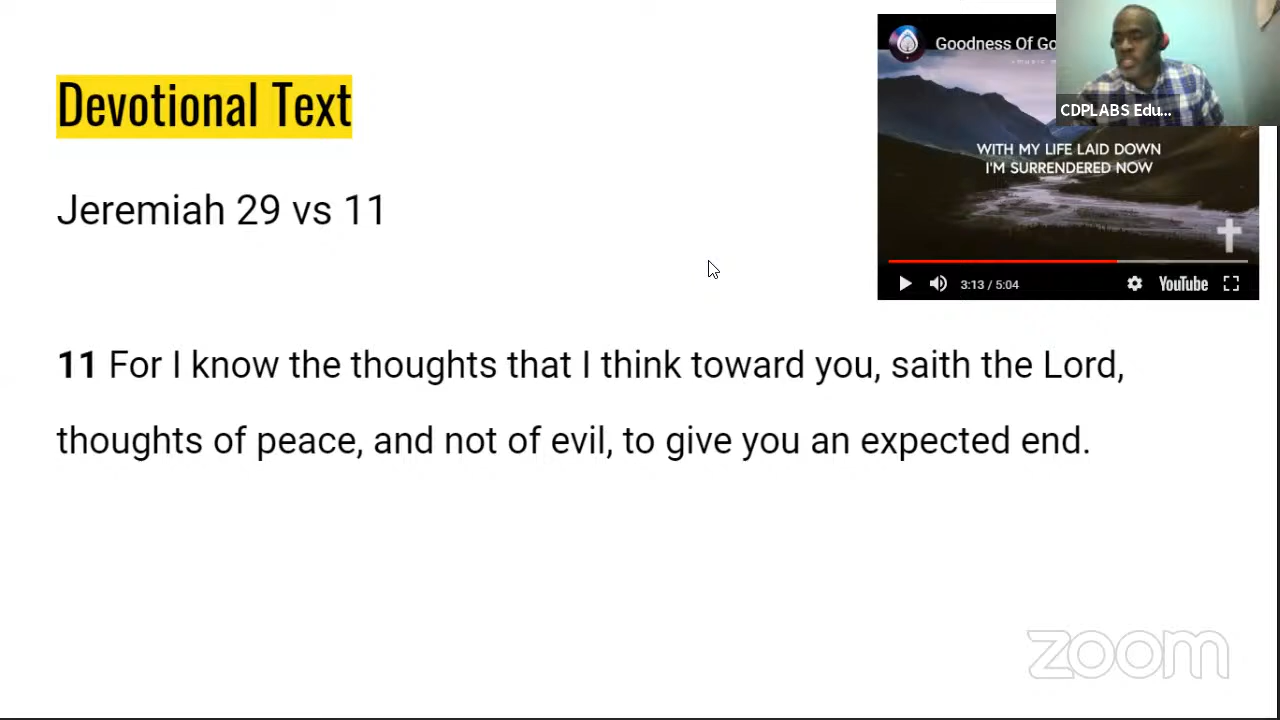 Devotional Text
Jeremiah 29 vs 11
11 For I know the thoughts that I think toward you, saith the Lord,
thoughts of peace, and not of evil, to give you an expected end.
Goodness Of Go
CDPLABS Edu...
WITH MY LIFE LAID DOWN
I'M SURRENDERED NOW
3:13 / 5:04
YouTube
zoom